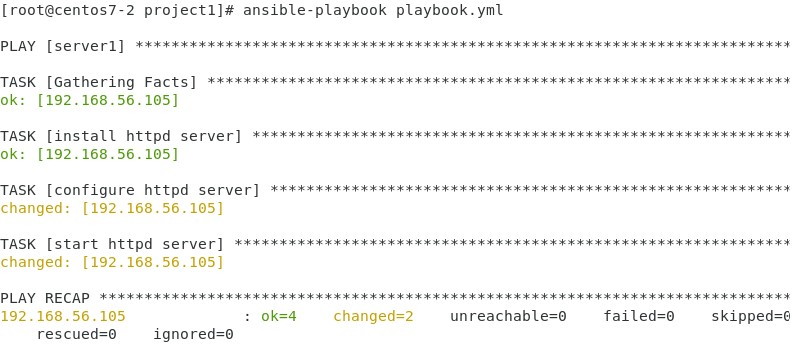 [root@centos7-2 project1]# ansible-playbook playbook.yml
PLAY [server1] *************************************************************************
TASK [Gathering Facts] *****************************************************************
ok: [192.168.56.105]
TASK [install httpd server] ************************************************************
ok: [192.168.56.105]
TASK [configure httpd server] **********************************************************
changed: [192.168.56.105]
TASK [start httpd server] **************************************************************
changed: [192.168.56.105]
PLAY RECAP *****************************************************************************
192.168.56.105             : ok=4    changed=2    unreachable=0    failed=0    skipped=0
    rescued=0    ignored=0